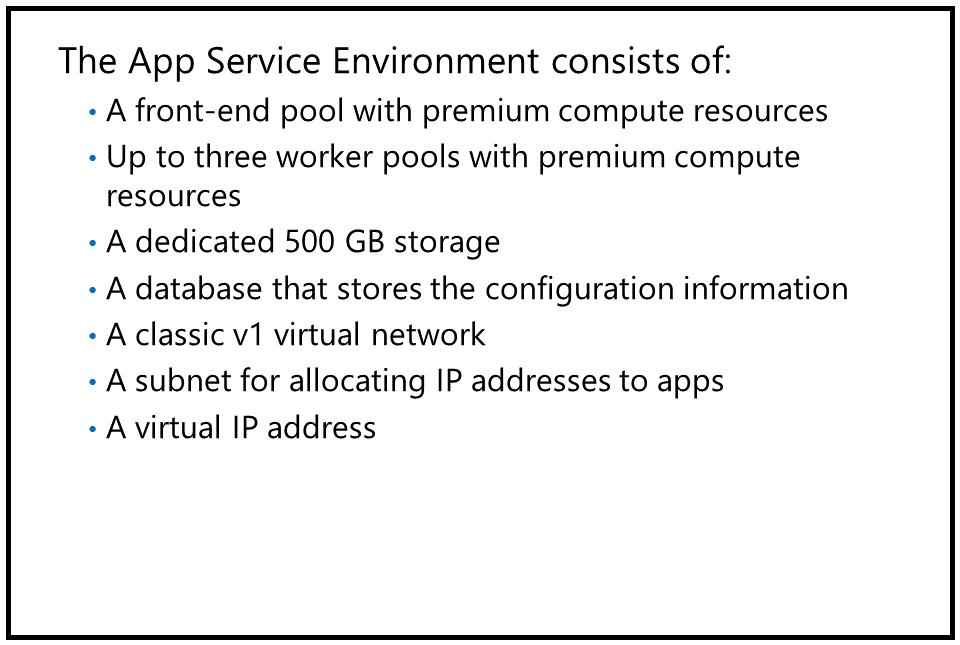 The App Service Environment consists of:
• A front-end pool with premium compute resources
• Up to three worker pools with premium compute
resources
• A dedicated 500 GB storage
• A database that stores the configuration information
• A classic v1 virtual network
• A subnet for allocating IP addresses to apps
• A virtual IP address